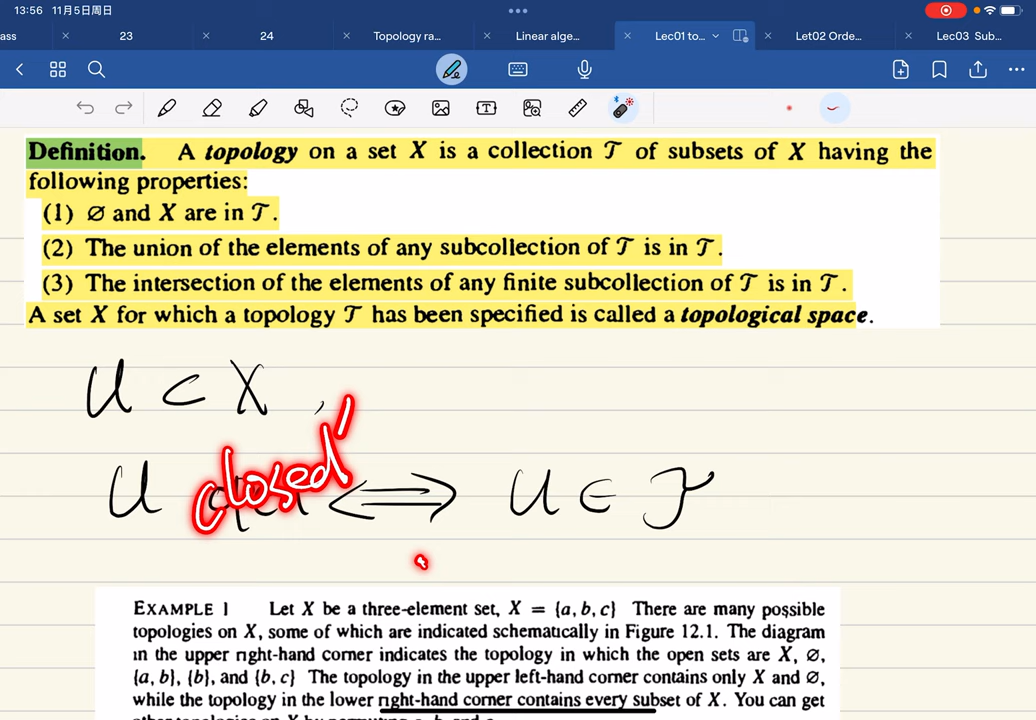 13:56 11月5日周日
ass 23 24 Topology ra... Linear alge... Lec01 to... Let02 Orde... Lec03 Sub...
Definition. A topology on a set X is a collection 𝒯 of subsets of X having the
following properties:
(1) ∅ and X are in 𝒯.
(2) The union of the elements of any subcollection of 𝒯 is in 𝒯.
(3) The intersection of the elements of any finite subcollection of 𝒯 is in 𝒯.
A set X for which a topology 𝒯 has been specified is called a topological space.
U ⊂ X ,
closed
U open ⟺ U ∈ 𝒯
EXAMPLE 1 Let X be a three-element set, X = {a, b, c} There are many possible
topologies on X, some of which are indicated schematically in Figure 12.1. The diagram
in the upper right-hand corner indicates the topology in which the open sets are X, ∅,
{a, b}, {b}, and {b, c} The topology in the upper left-hand corner contains only X and ∅,
while the topology in the lower right-hand corner contains every subset of X. You can get